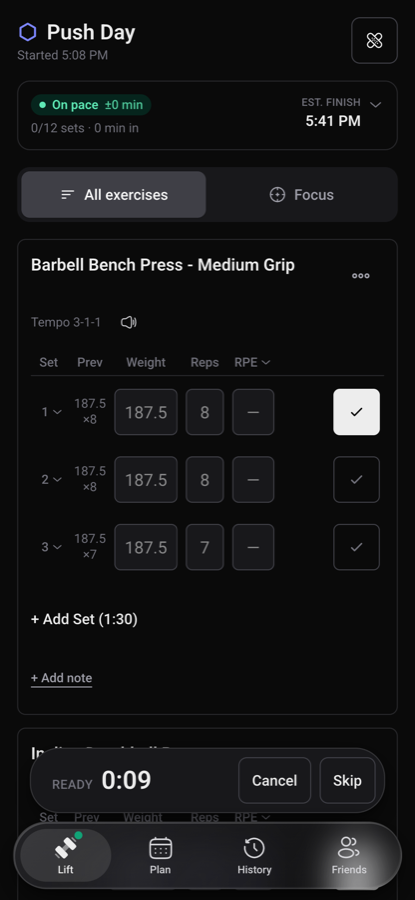 Push Day
Started 5:08 PM
On pace ±0 min
EST. FINISH
0/12 sets · 0 min in
5:41 PM
All exercises
Focus
Barbell Bench Press - Medium Grip
Tempo 3-1-1
Set Prev Weight Reps RPE
1 187.5 ×8 187.5 8 –
2 187.5 ×8 187.5 8 –
3 187.5 ×7 187.5 7 –
+ Add Set (1:30)
+ Add note
READY 0:09 Cancel Skip
Set Prev Weight Reps RPE
Lift Plan History Friends